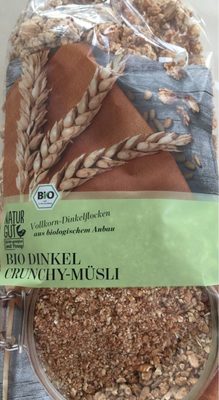 BiO
Vollkorn-Dinkelflocken
aus biologischem Anbau
NATUR
GUT
BIO DINKEL
CRUNCHY-MÜSLI